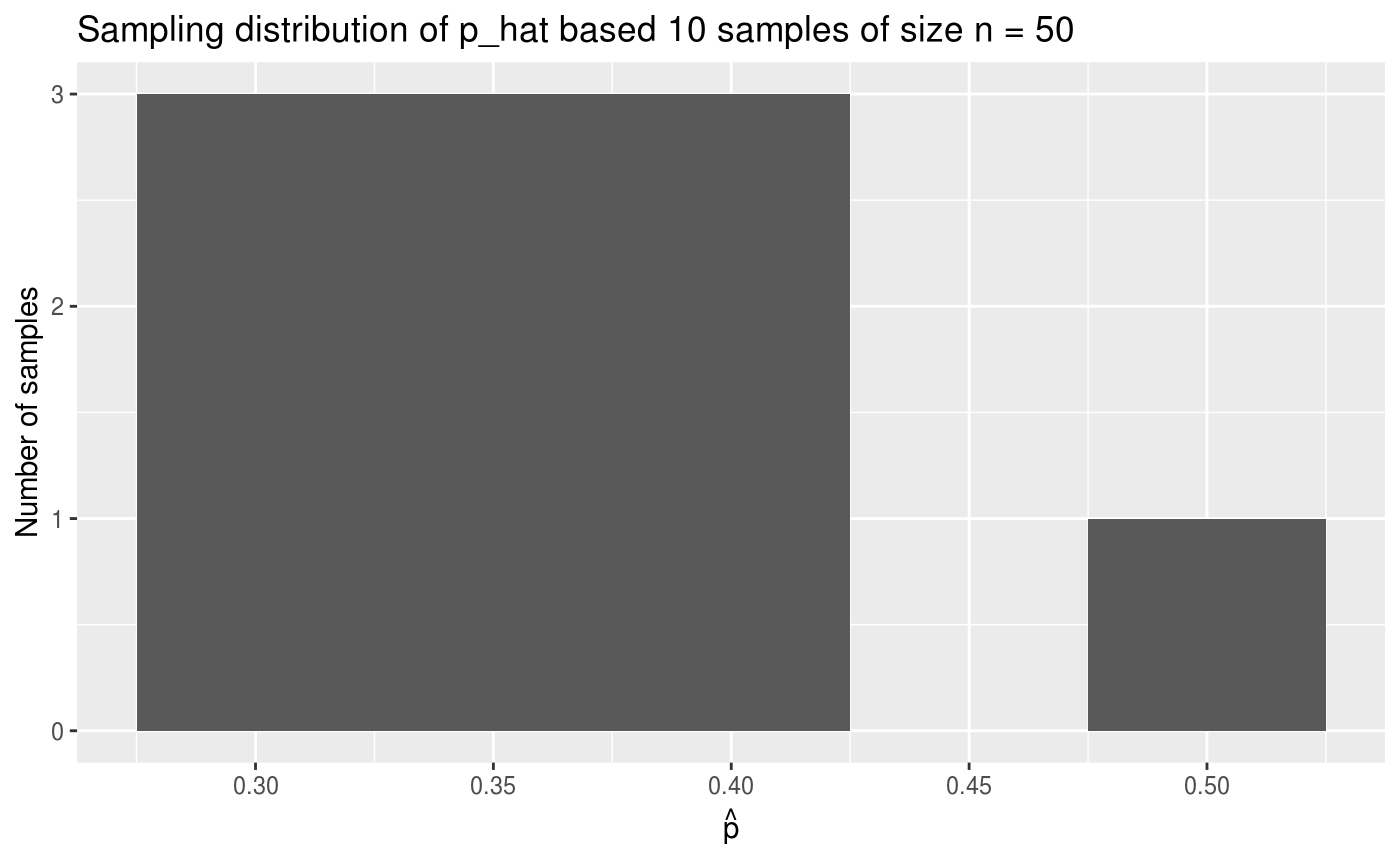 Sampling distribution of p_hat based 10 samples of size n = 50
Number of samples
3
2
1
0
0.30 0.35 0.40 0.45 0.50
p̂